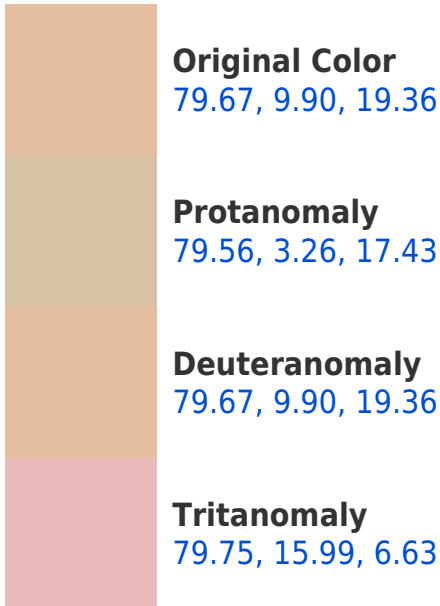 Original Color
79.67, 9.90, 19.36
Protanomaly
79.56, 3.26, 17.43
Deuteranomaly
79.67, 9.90, 19.36
Tritanomaly
79.75, 15.99, 6.63